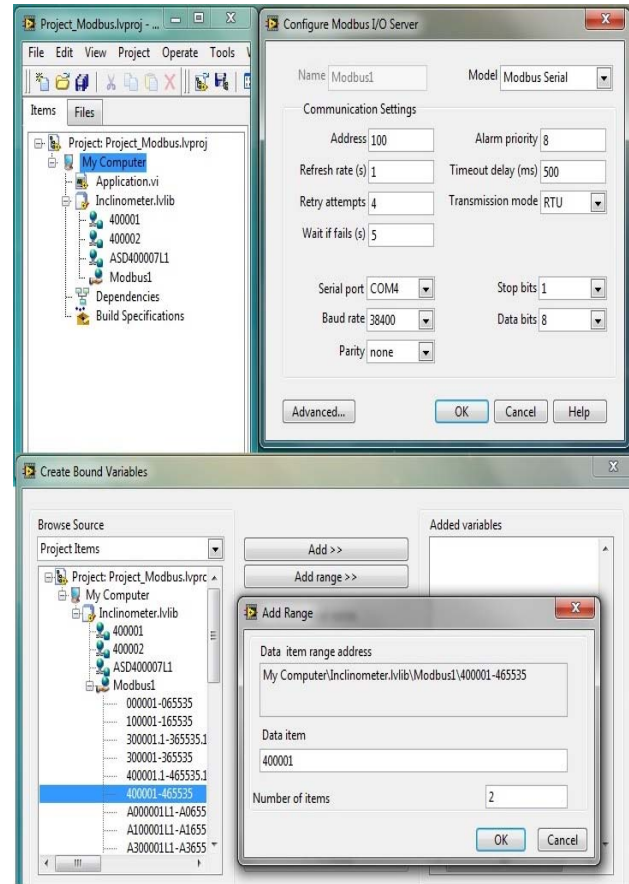 Project_Modbus.lvproj - ...
File Edit View Project Operate Tools
Items Files
Project: Project_Modbus.lvproj
My Computer
Application.vi
Inclinometer.lvlib
400001
400002
ASD400007L1
Modbus1
Dependencies
Build Specifications
Configure Modbus I/O Server
Name Modbus1 Model Modbus Serial
Communication Settings
Address 100 Alarm priority 8
Refresh rate (s) 1 Timeout delay (ms) 500
Retry attempts 4 Transmission mode RTU
Wait if fails (s) 5
Serial port COM4 Stop bits 1
Baud rate 38400 Data bits 8
Parity none
Advanced... OK Cancel Help
Create Bound Variables
Browse Source
Project Items
Project: Project_Modbus.lvprc
My Computer
Inclinometer.lvlib
400001
400002
ASD400007L1
Modbus1
000001-065535
100001-165535
300001.1-365535.1
300001-365535
400001.1-465535.1
400001-465535
A000001L1-A0655
A100001L1-A1655
A300001L1-A3655
Add >>
Add range >>
Added variables
Add Range
Data item range address
My Computer\Inclinometer.lvlib\Modbus1\400001-465535
Data item
400001
Number of items 2
OK Cancel